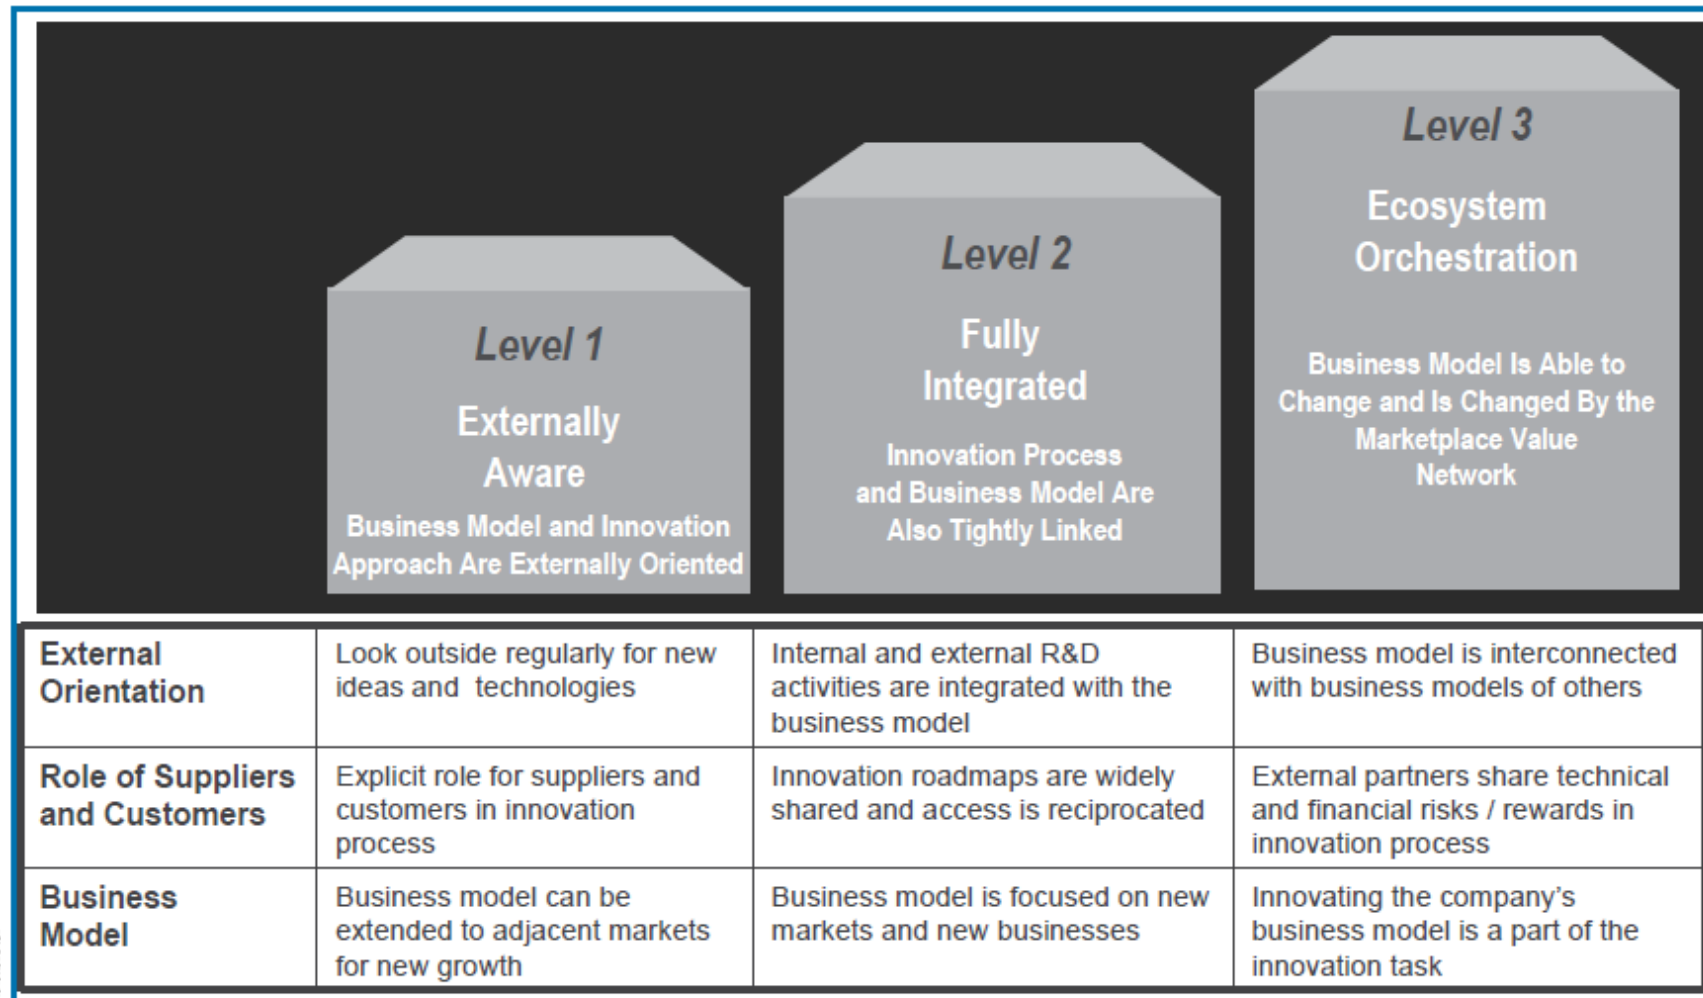 Level 1
Externally
Aware
Business Model and Innovation
Approach Are Externally Oriented
Level 2
Fully
Integrated
Innovation Process
and Business Model Are
Also Tightly Linked
Level 3
Ecosystem
Orchestration
Business Model Is Able to
Change and Is Changed By the
Marketplace Value
Network
External
Orientation
Look outside regularly for new
ideas and technologies
Internal and external R&D
activities are integrated with the
business model
Business model is interconnected
with business models of others
Role of Suppliers
and Customers
Explicit role for suppliers and
customers in innovation
process
Innovation roadmaps are widely
shared and access is reciprocated
External partners share technical
and financial risks / rewards in
innovation process
Business
Model
Business model can be
extended to adjacent markets
for new growth
Business model is focused on new
markets and new businesses
Innovating the company’s
business model is a part of the
innovation task